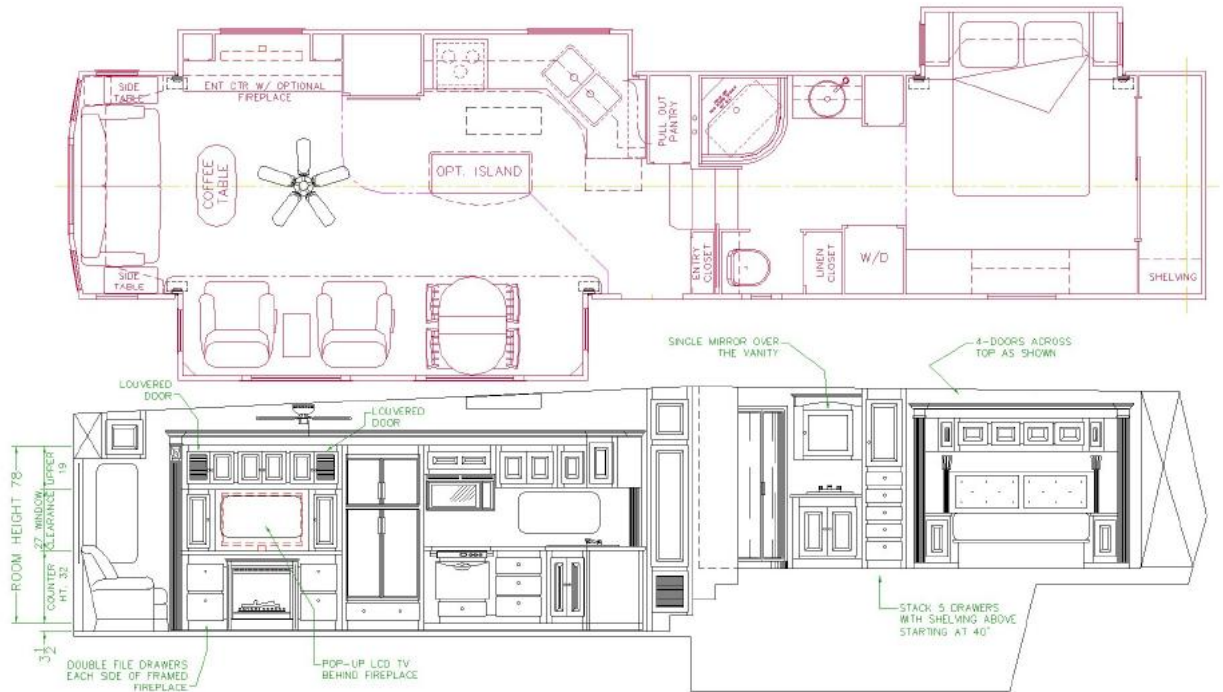 SIDE
TABLE
ENT CTR W/ OPTIONAL
FIREPLACE
COFFEE
TABLE
OPT. ISLAND
PULL OUT
PANTRY
SIDE
TABLE
ENTRY
CLOSET
LINEN
CLOSET
W/D
SHELVING
SINGLE MIRROR OVER
THE VANITY
4-DOORS ACROSS
TOP AS SHOWN
LOUVERED
DOOR
LOUVERED
DOOR
ROOM HEIGHT 78
UPPER
19
27 WINDOW
CLEARANCE
COUNTER
HT. 32
3 1/2
DOUBLE FILE DRAWERS
EACH SIDE OF FRAMED
FIREPLACE
POP-UP LCD TV
BEHIND FIREPLACE
STACK 5 DRAWERS
WITH SHELVING ABOVE
STARTING AT 40"